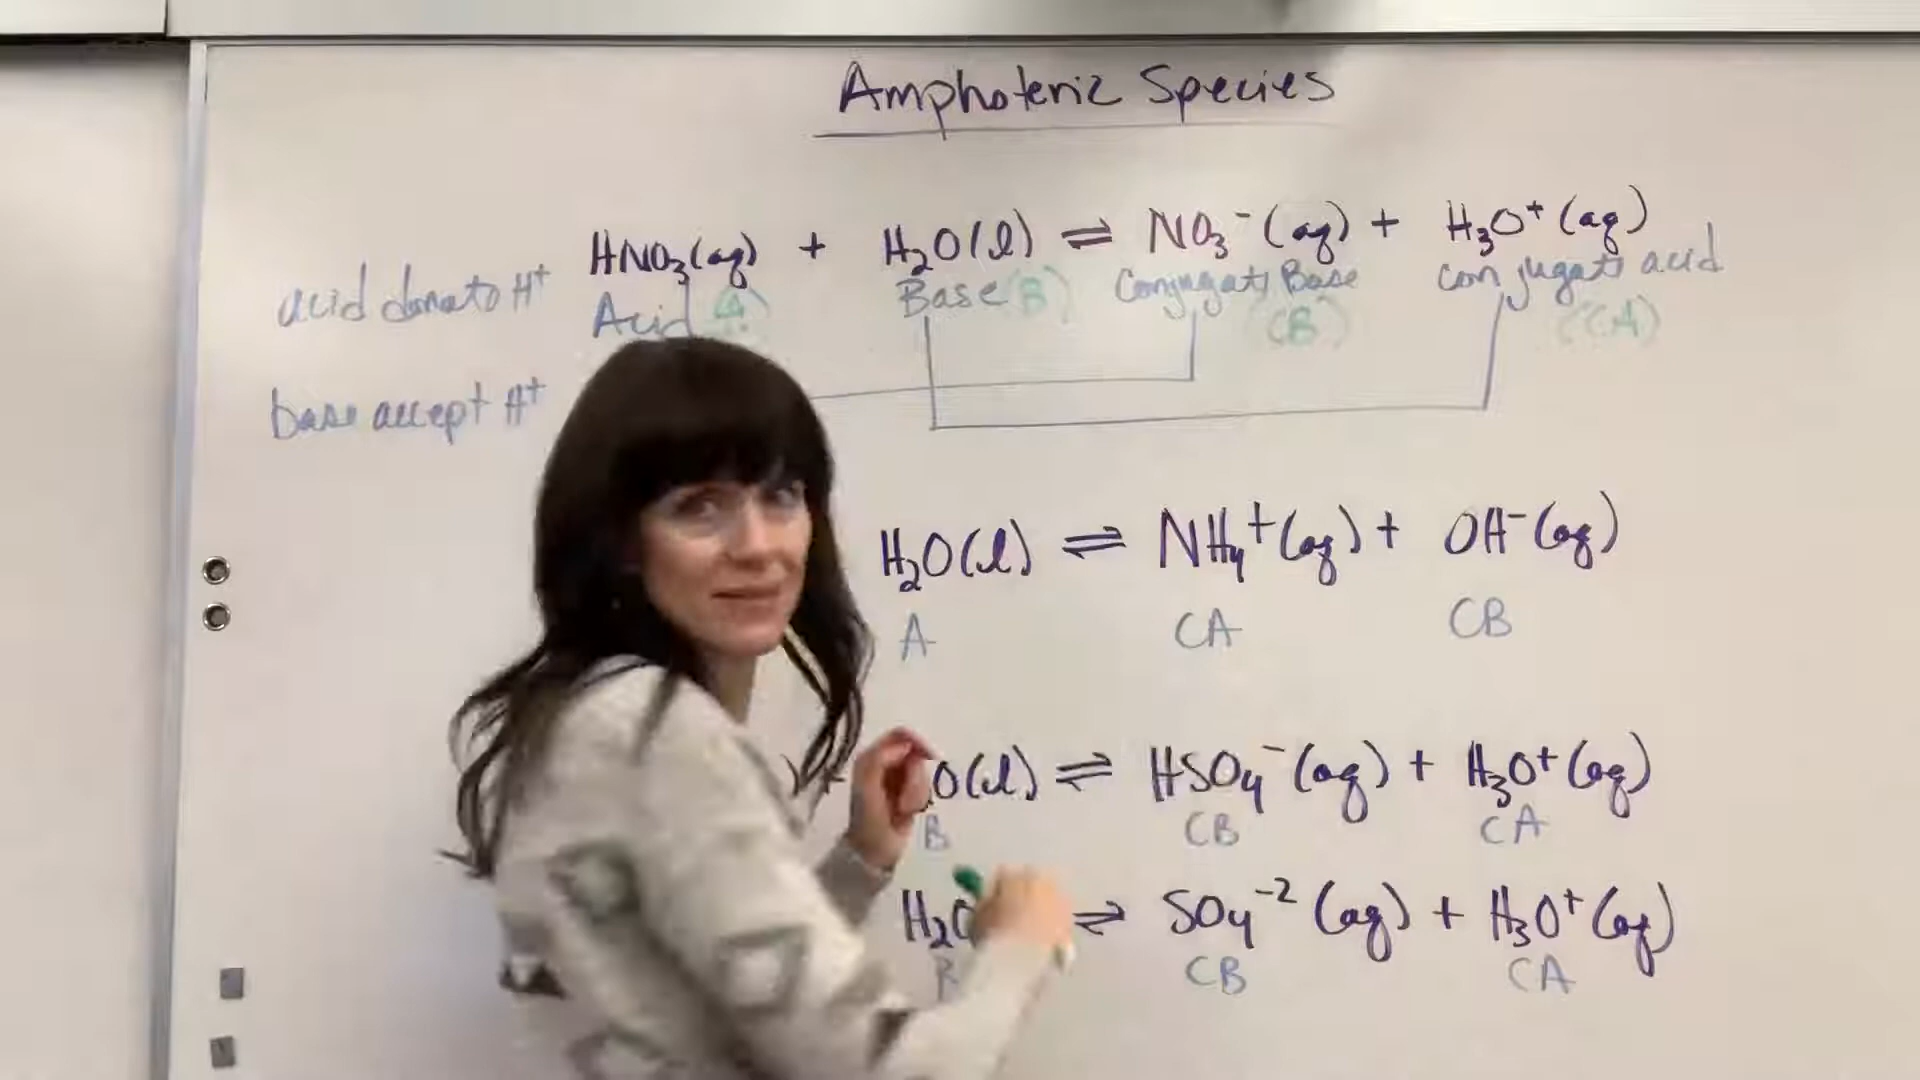 Amphoteric Species
HNO₃(aq) + H₂O(l) ⇌ NO₃⁻(aq) + H₃O⁺(aq)
acid donate H⁺ Acid (A) Base (B) Conjugate Base (CB) conjugate acid (CA)
base accept H⁺
H₂O(l) ⇌ NH₄⁺(aq) + OH⁻(aq)
A CA CB
O(l) ⇌ HSO₄⁻(aq) + H₃O⁺(aq)
B CB CA
H₂O ⇌ SO₄⁻²(aq) + H₃O⁺(aq)
B CB CA